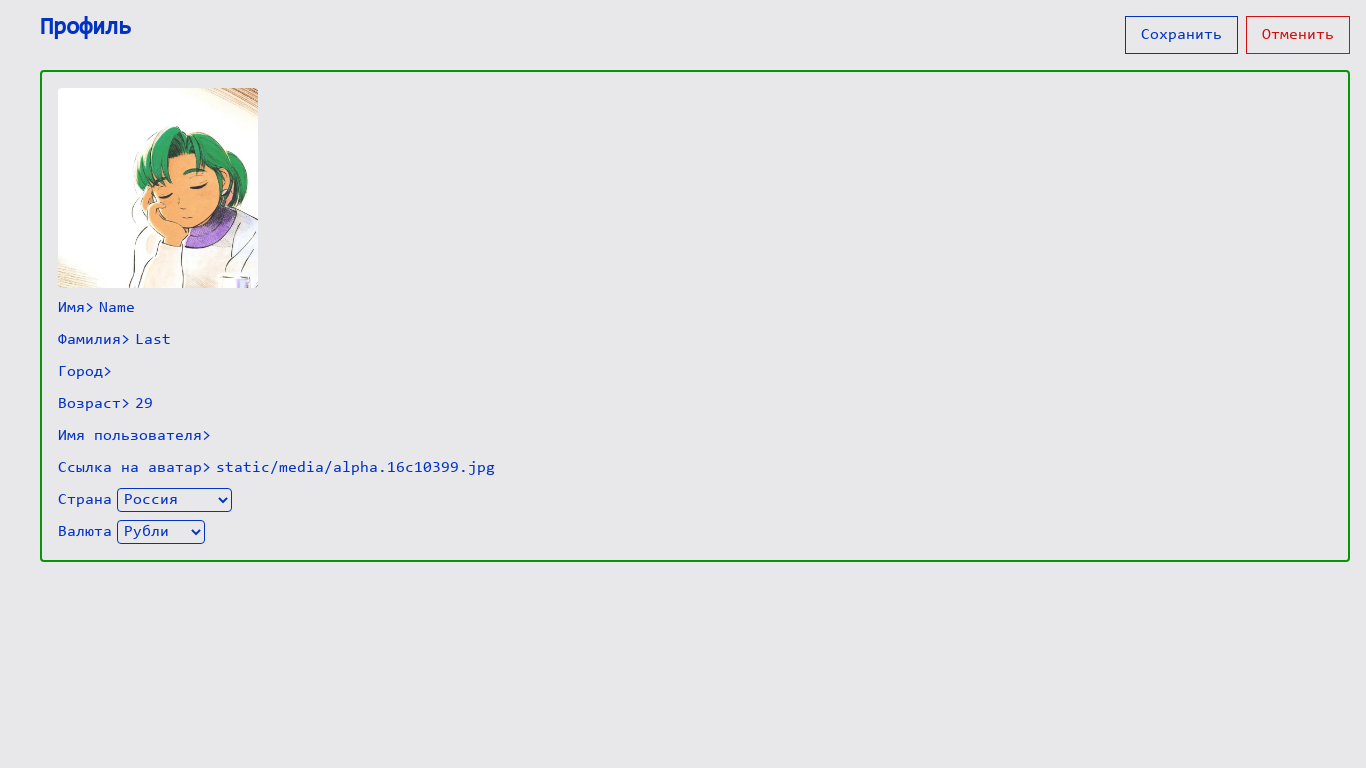 Профиль
Сохранить Отменить
Имя> Name
Фамилия> Last
Город>
Возраст> 29
Имя пользователя>
Ссылка на аватар> static/media/alpha.16c10399.jpg
Страна Россия
Валюта Рубли